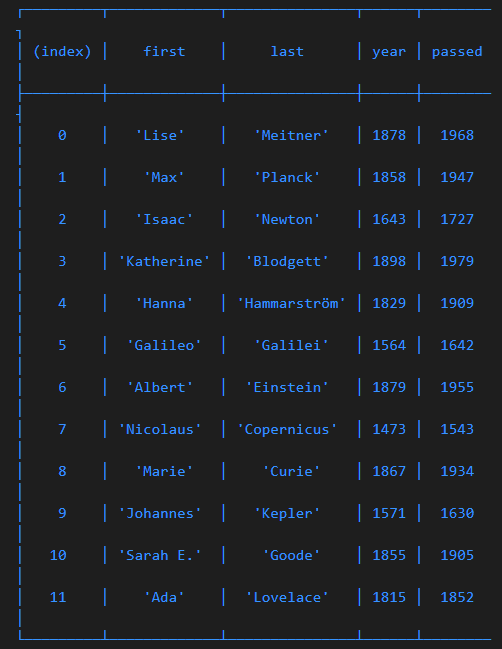 (index) │ first │ last │ year │ passed
0 │ 'Lise' │ 'Meitner' │ 1878 │ 1968
1 │ 'Max' │ 'Planck' │ 1858 │ 1947
2 │ 'Isaac' │ 'Newton' │ 1643 │ 1727
3 │ 'Katherine' │ 'Blodgett' │ 1898 │ 1979
4 │ 'Hanna' │ 'Hammarström' │ 1829 │ 1909
5 │ 'Galileo' │ 'Galilei' │ 1564 │ 1642
6 │ 'Albert' │ 'Einstein' │ 1879 │ 1955
7 │ 'Nicolaus' │ 'Copernicus' │ 1473 │ 1543
8 │ 'Marie' │ 'Curie' │ 1867 │ 1934
9 │ 'Johannes' │ 'Kepler' │ 1571 │ 1630
10 │ 'Sarah E.' │ 'Goode' │ 1855 │ 1905
11 │ 'Ada' │ 'Lovelace' │ 1815 │ 1852